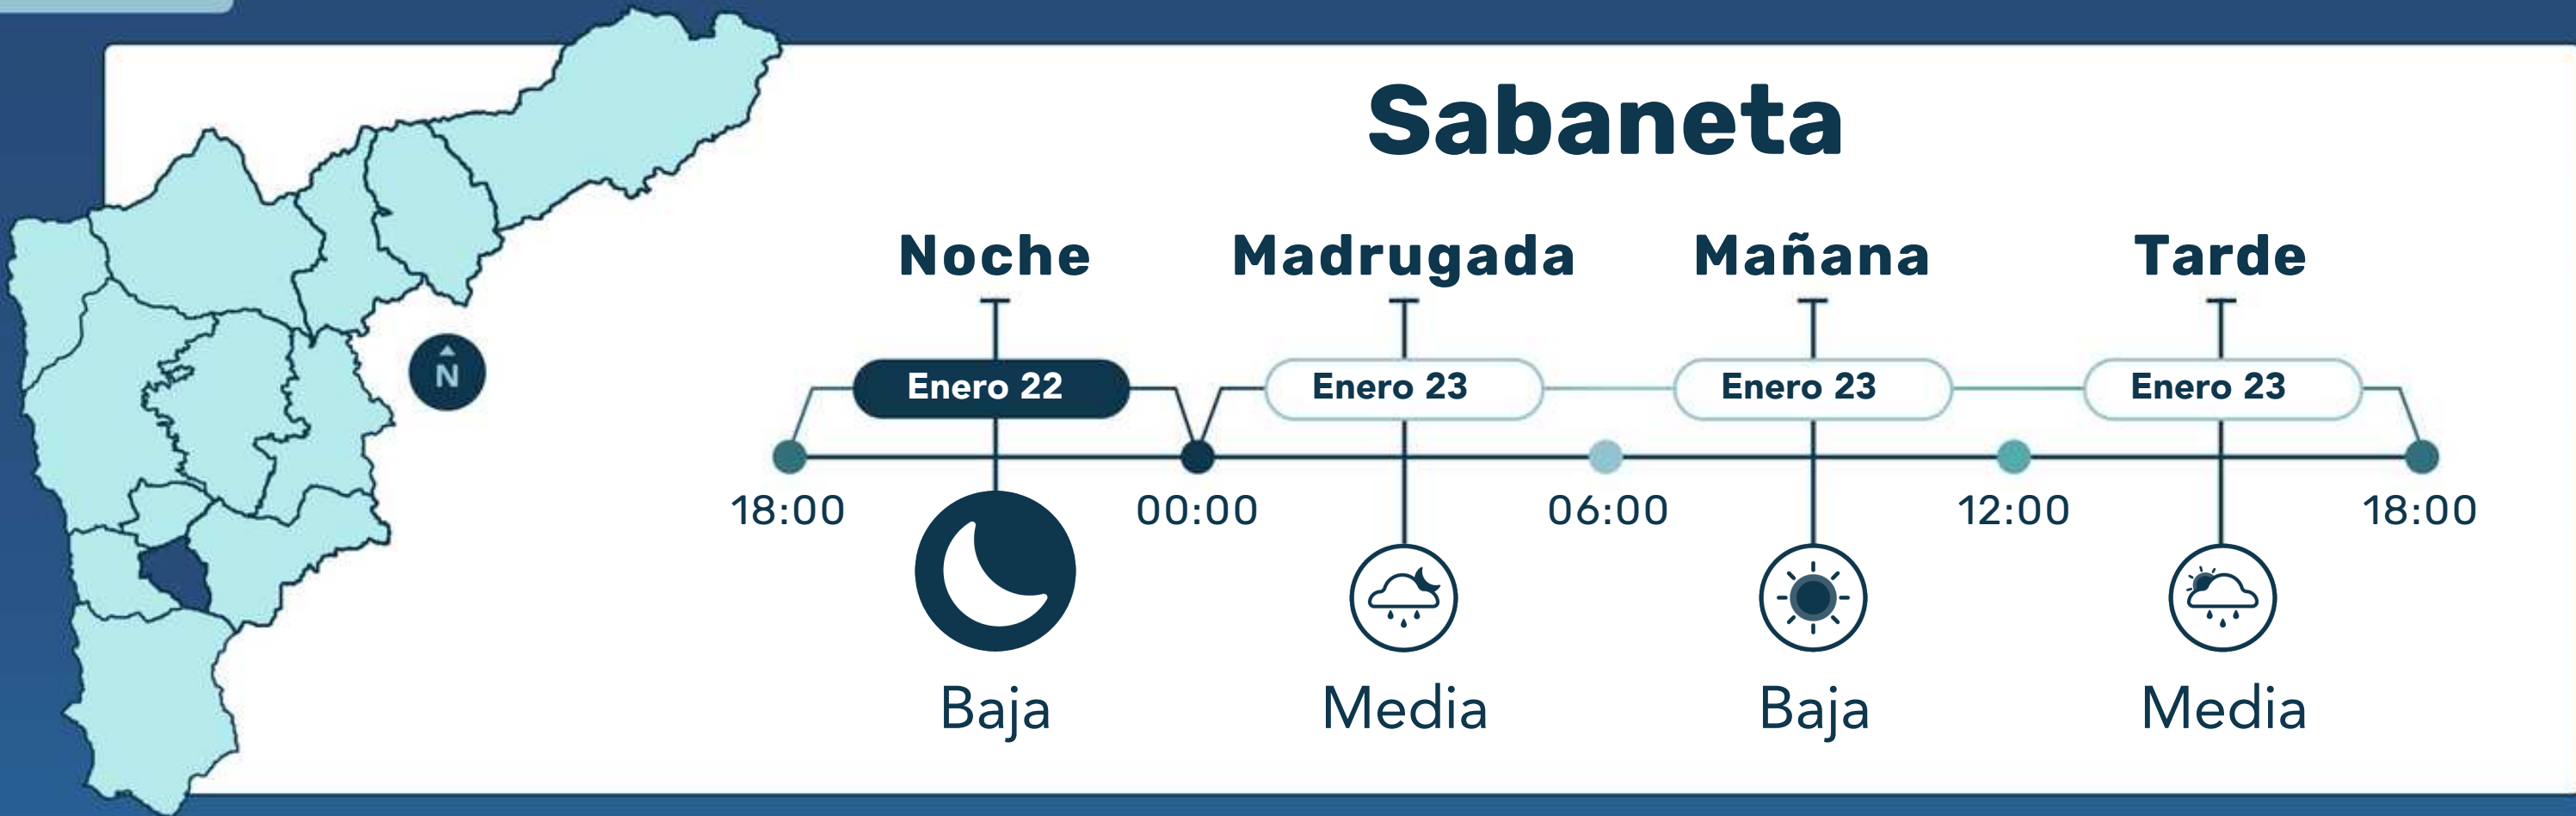 Sabaneta
Noche Madrugada Mañana Tarde
Enero 22 Enero 23 Enero 23 Enero 23
N
18:00 00:00 06:00 12:00 18:00
Baja Media Baja Media